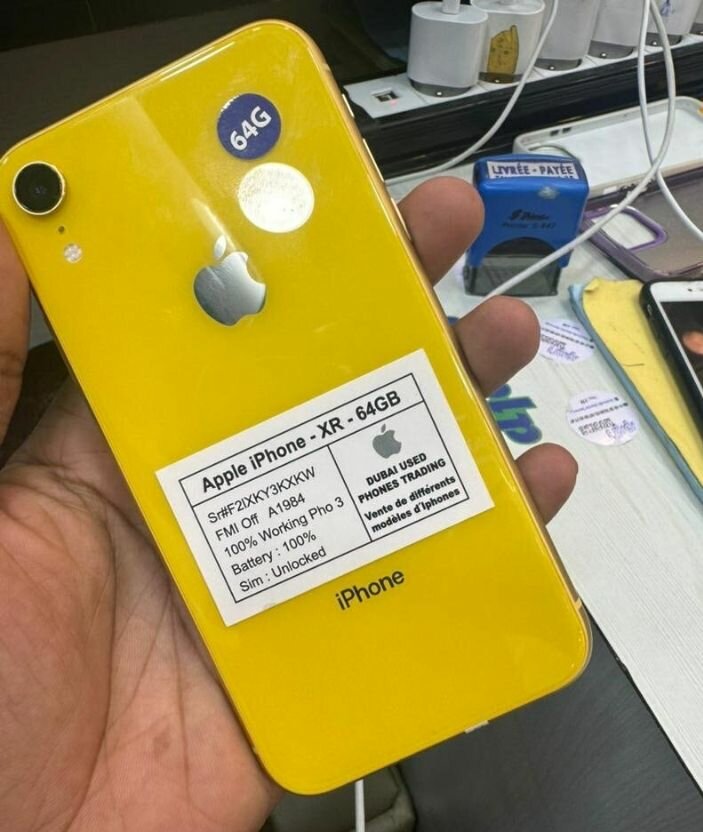 64G
LIVRÉE - PAYÉE
Apple iPhone - XR - 64GB
Sr#F2IXKY3KXKW
FMI Off A1984
100% Working Pho 3
Battery : 100%
Sim : Unlocked
DUBAI USED
PHONES TRADING
Vente de différents
modèles d'Iphones
iPhone